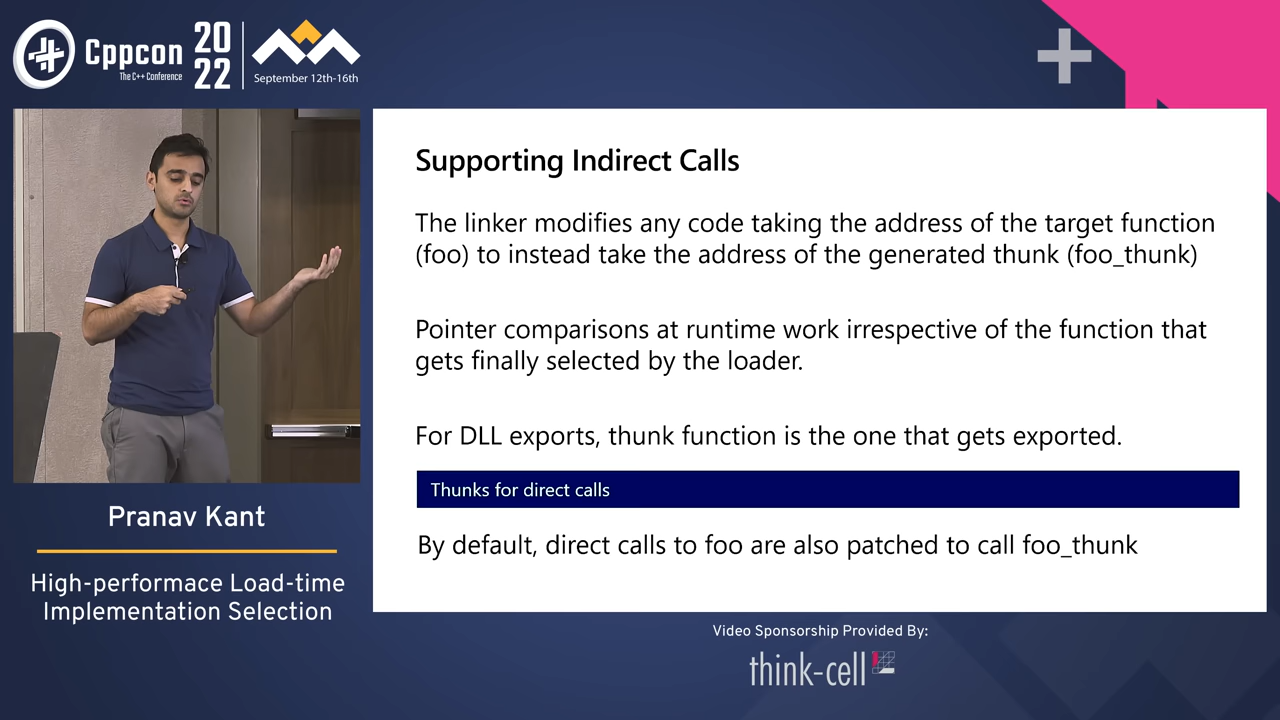 Cppcon
The C++ Conference
20
22
September 12th-16th
Supporting Indirect Calls
The linker modifies any code taking the address of the target function
(foo) to instead take the address of the generated thunk (foo_thunk)
Pointer comparisons at runtime work irrespective of the function that
gets finally selected by the loader.
For DLL exports, thunk function is the one that gets exported.
Thunks for direct calls
By default, direct calls to foo are also patched to call foo_thunk
Pranav Kant
High-performace Load-time
Implementation Selection
Video Sponsorship Provided By:
think-cell